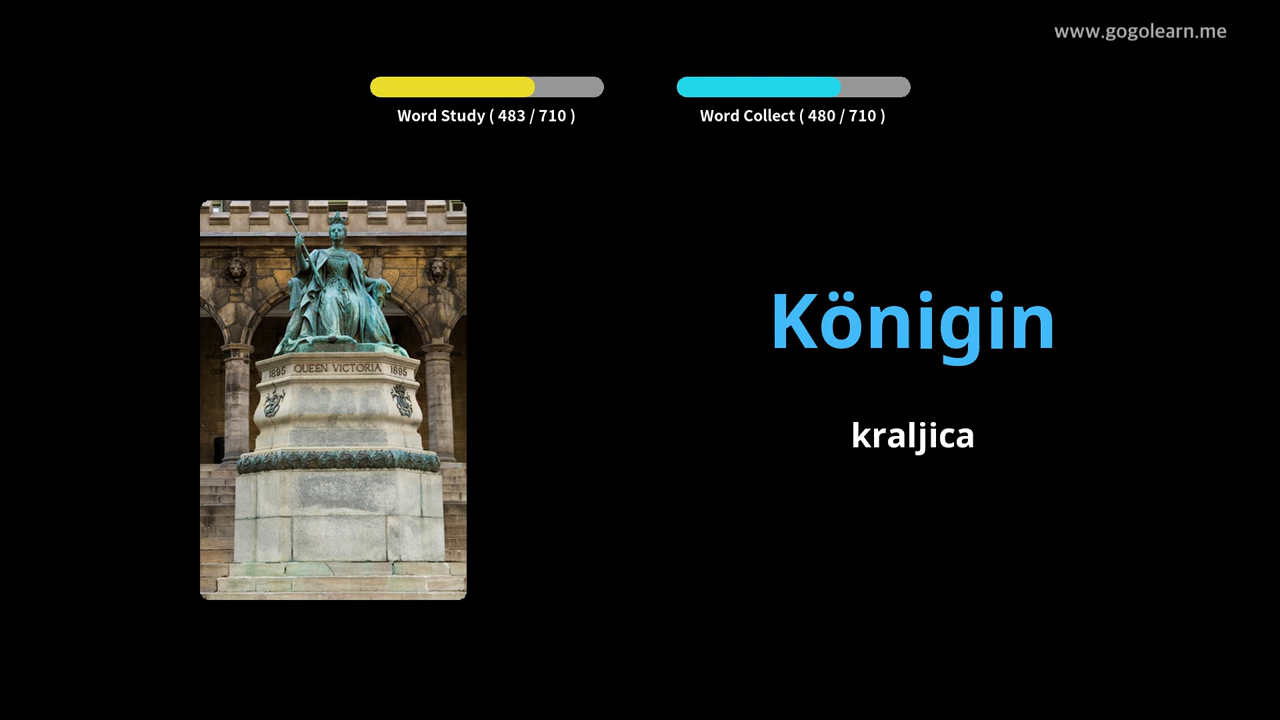 www.gogolearn.me
Word Study ( 483 / 710 )
Word Collect ( 480 / 710 )
1895 QUEEN VICTORIA 1895
Königin
kraljica